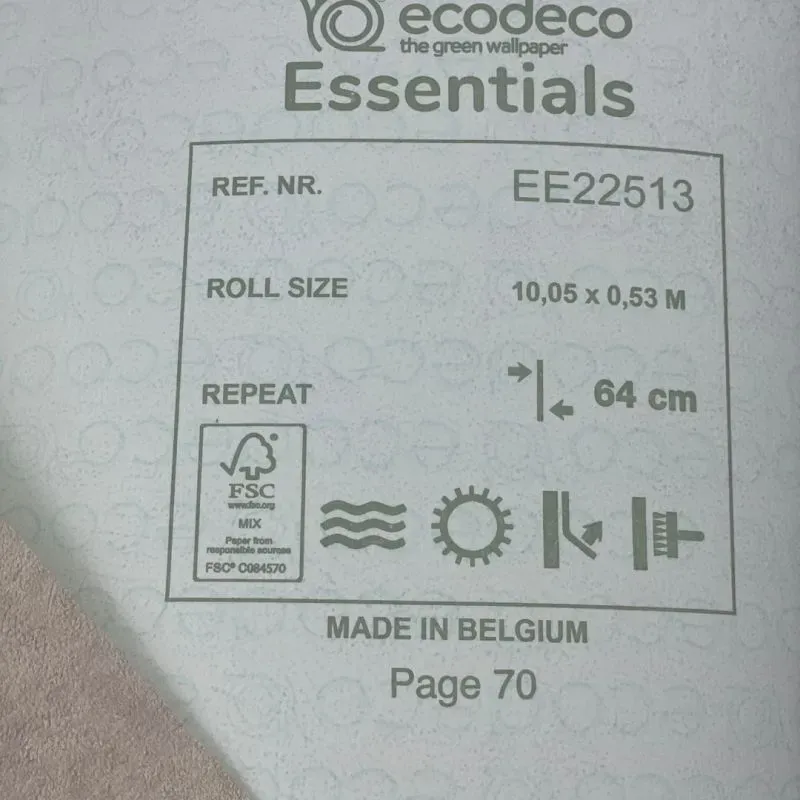 ecodeco
the green wallpaper
Essentials
REF. NR. EE22513
ROLL SIZE 10,05 x 0,53 M
REPEAT 64 cm
FSC
www.fsc.org
MIX
Paper from
responsible sources
FSC® C084570
MADE IN BELGIUM
Page 70